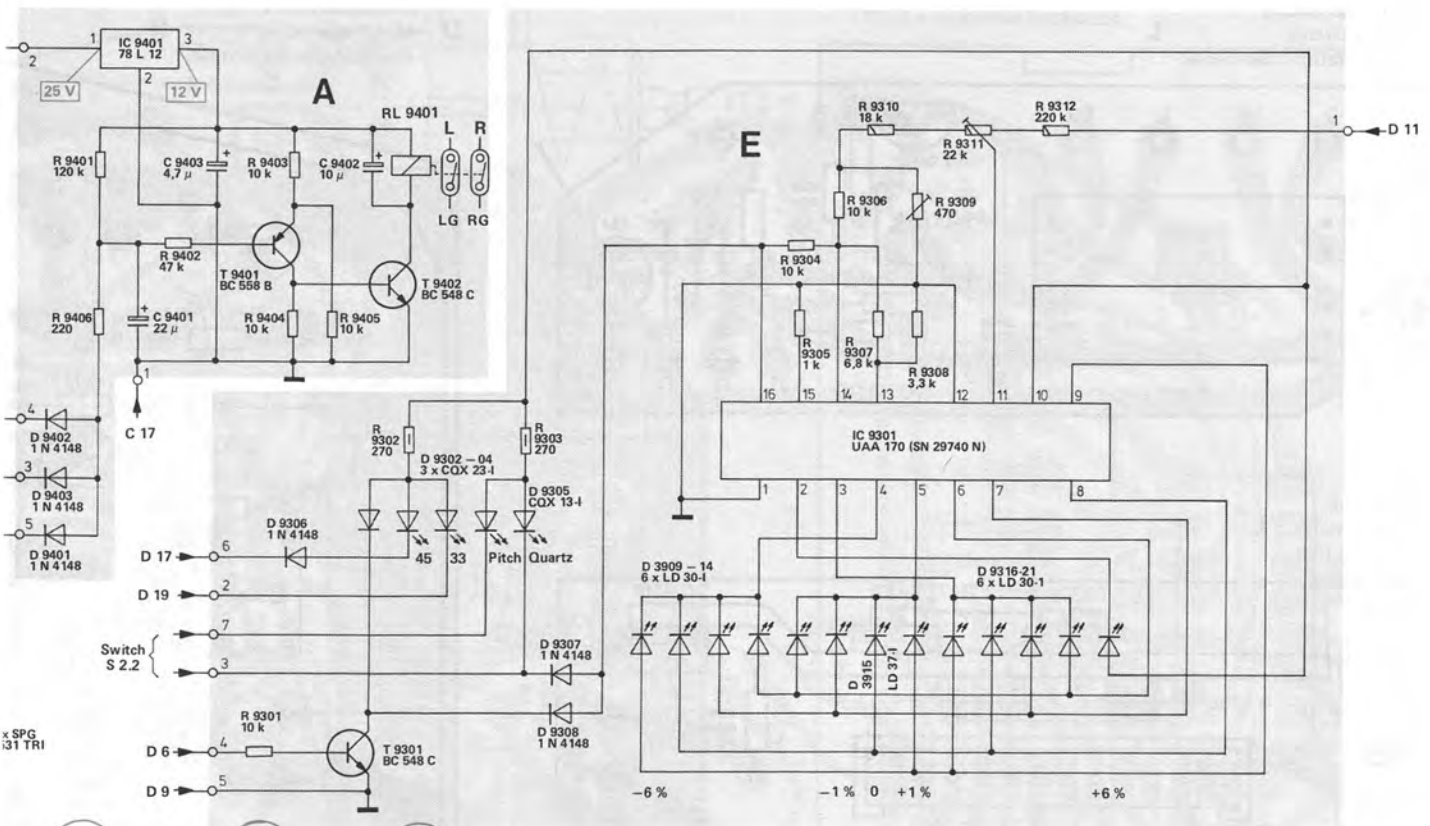 1
IC 9401
78 L 12
3
2
2
25 V
12 V
A
RL 9401
L R
LG RG
R 9401
120 k
C 9403
4,7 µ
R 9403
10 k
C 9402
10 µ
R 9402
47 k
T 9401
BC 558 B
T 9402
BC 548 C
R 9406
220
C 9401
22 µ
R 9404
10 k
R 9405
10 k
1
C 17
4
D 9402
1 N 4148
3
D 9403
1 N 4148
5
D 9401
1 N 4148
E
R 9310
18 k
R 9311
22 k
R 9312
220 k
1
D 11
R 9306
10 k
R 9309
470
R 9304
10 k
R
9305
1 k
R
9307
6,8 k
R
9308
3,3 k
16 15 14 13 12 11 10 9
IC 9301
UAA 170 (SN 29740 N)
1 2 3 4 5 6 7 8
R
9302
270
R
9303
270
D 9302 – 04
3 x CQX 23-I
D 9305
CQX 13-I
D 9306
1 N 4148
45 33 Pitch Quartz
D 17 6
D 19 2
7
Switch
S 2.2
3
D 9307
1 N 4148
D 9308
1 N 4148
R 9301
10 k
D 6 4
T 9301
BC 548 C
D 9 5
x SPG
531 TRI
D 3909 – 14
6 x LD 30-I
D 9316-21
6 x LD 30-1
D
3915
LD 37-I
–6 % –1 % 0 +1 % +6 %